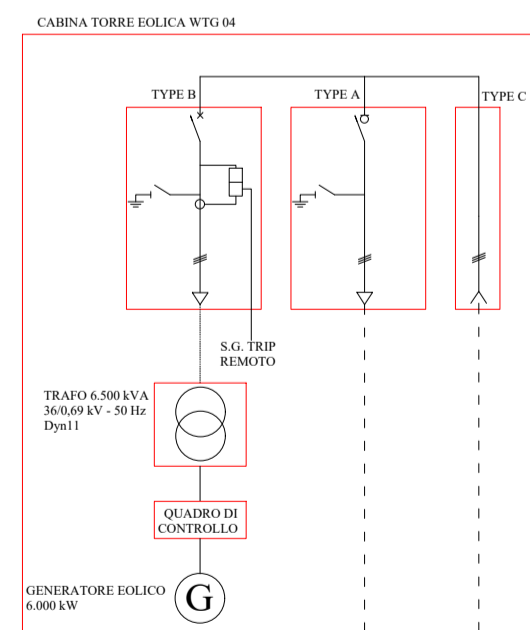 CABINA TORRE EOLICA WTG 04
TYPE B
TYPE A
TYPE C
S.G. TRIP
REMOTO
TRAFO 6.500 kVA
36/0,69 kV - 50 Hz
Dyn11
QUADRO DI
CONTROLLO
GENERATORE EOLICO
6.000 kW
G